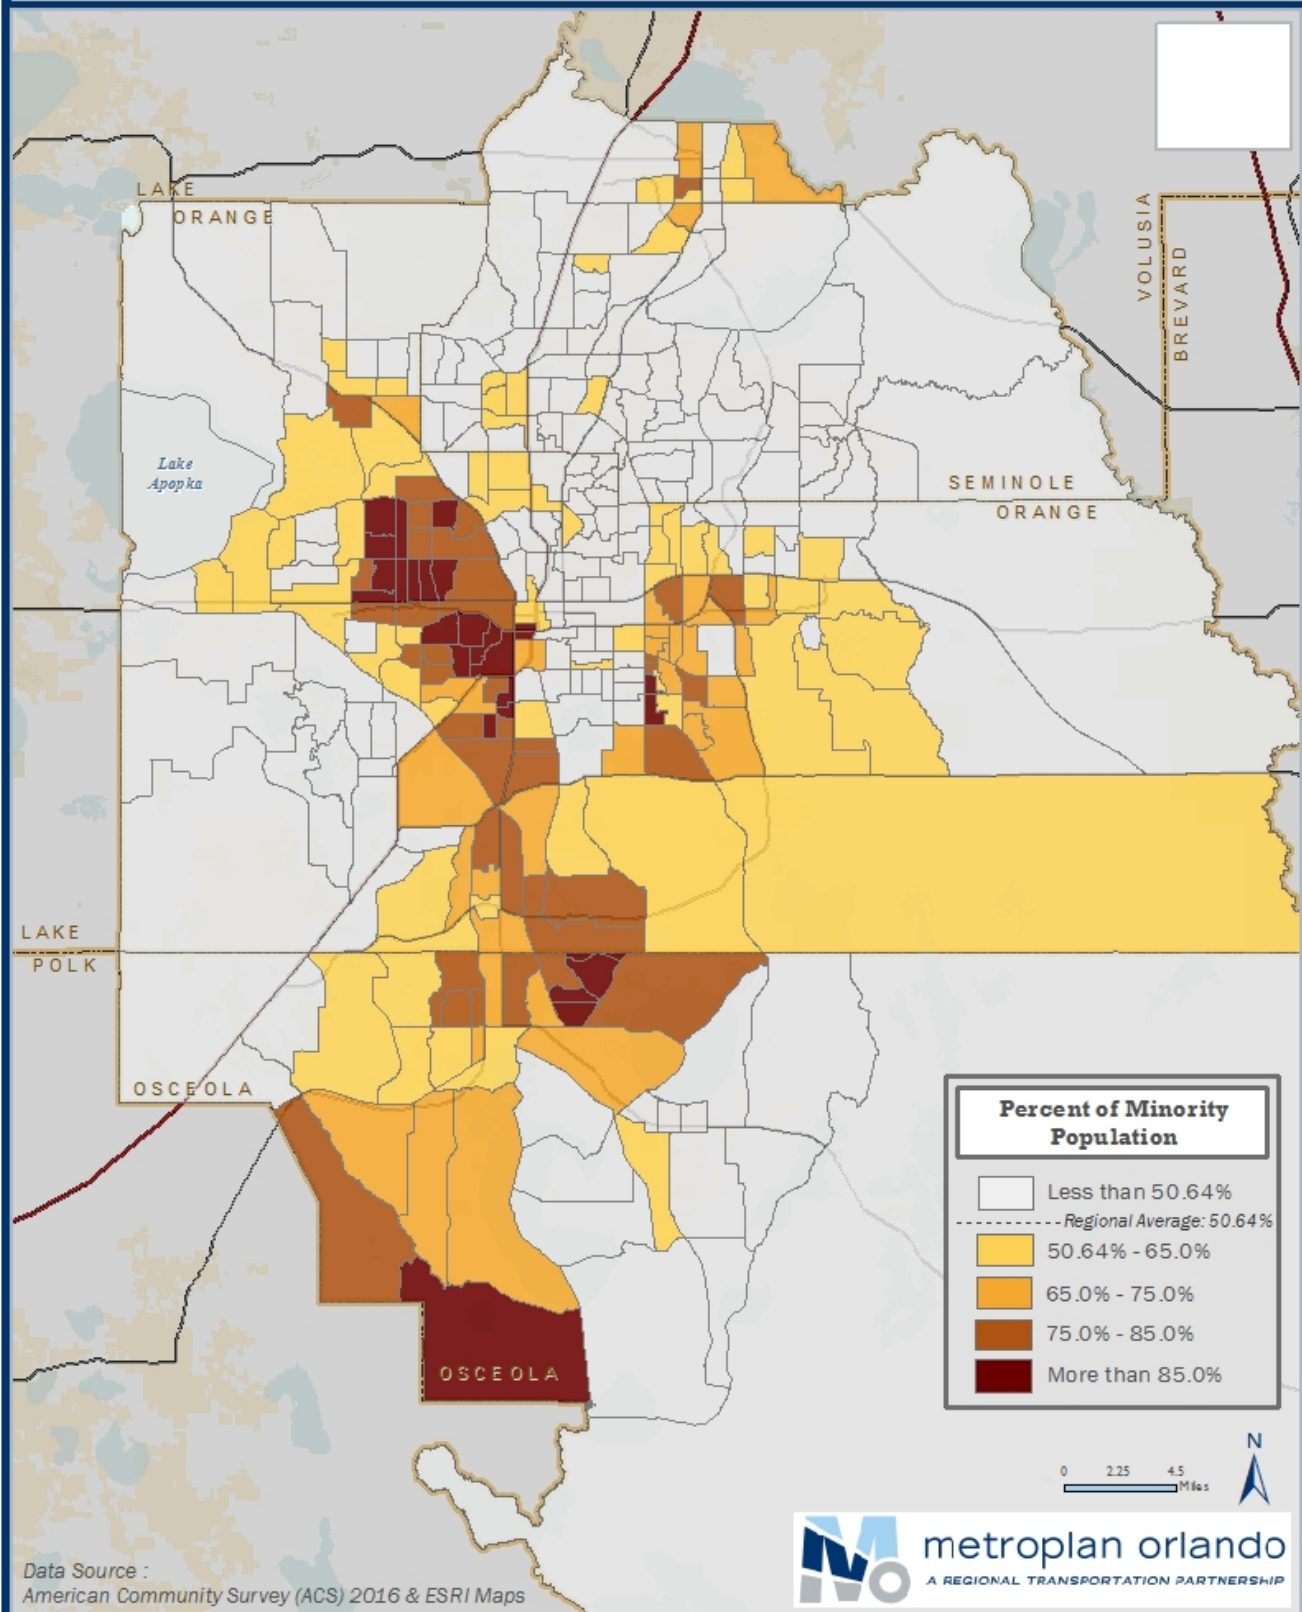 LAKE
ORANGE
VOLUSIA
BREVARD
Lake
Apopka
SEMINOLE
ORANGE
LAKE
POLK
OSCEOLA
Percent of Minority
Population
Less than 50.64%
Regional Average: 50.64%
50.64% - 65.0%
65.0% - 75.0%
75.0% - 85.0%
More than 85.0%
OSCEOLA
N
0 2.25 4.5
Miles
metroplan orlando
A REGIONAL TRANSPORTATION PARTNERSHIP
Data Source :
American Community Survey (ACS) 2016 & ESRI Maps